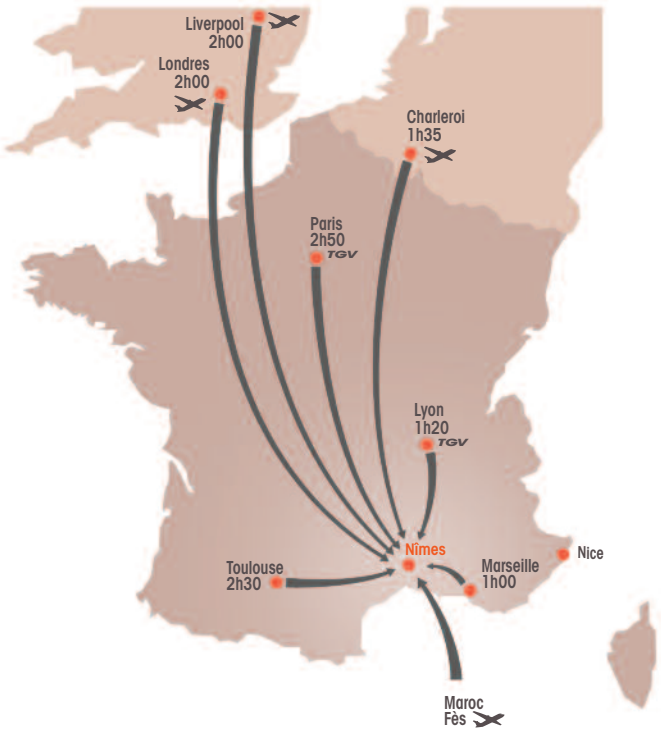 Liverpool
2h00
Londres
2h00
Charleroi
1h35
Paris
2h50
TGV
Lyon
1h20
TGV
Nîmes
Nice
Toulouse
2h30
Marseille
1h00
Maroc
Fès